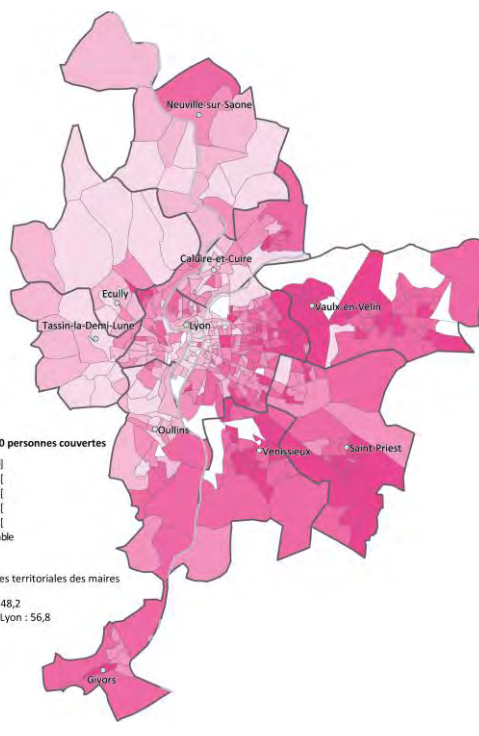 Neuville-sur-Saone
Caluire-et-Cuire
Ecully
Vaulx-en-Velin
Lyon
Tassin-la-Demi-Lune
Oullins
0 personnes couvertes
Venissieux
Saint-Priest
[
[
[
able
es territoriales des maires
48,2
Lyon : 56,8
Givors